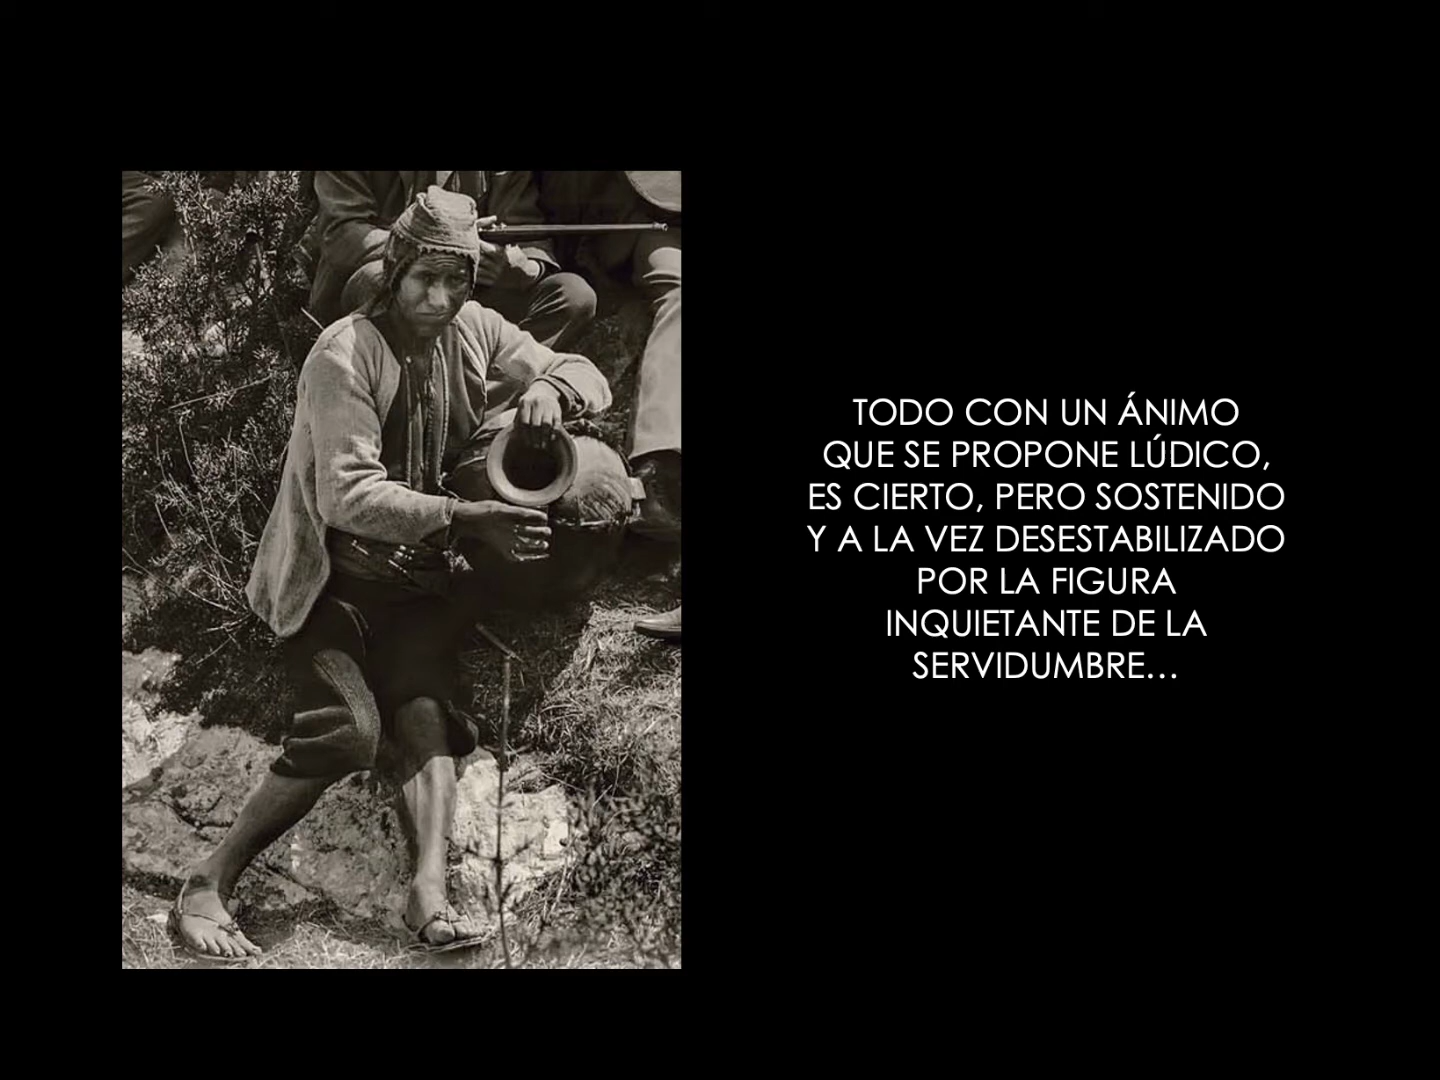 TODO CON UN ÁNIMO
QUE SE PROPONE LÚDICO,
ES CIERTO, PERO SOSTENIDO
Y A LA VEZ DESESTABILIZADO
POR LA FIGURA
INQUIETANTE DE LA
SERVIDUMBRE…